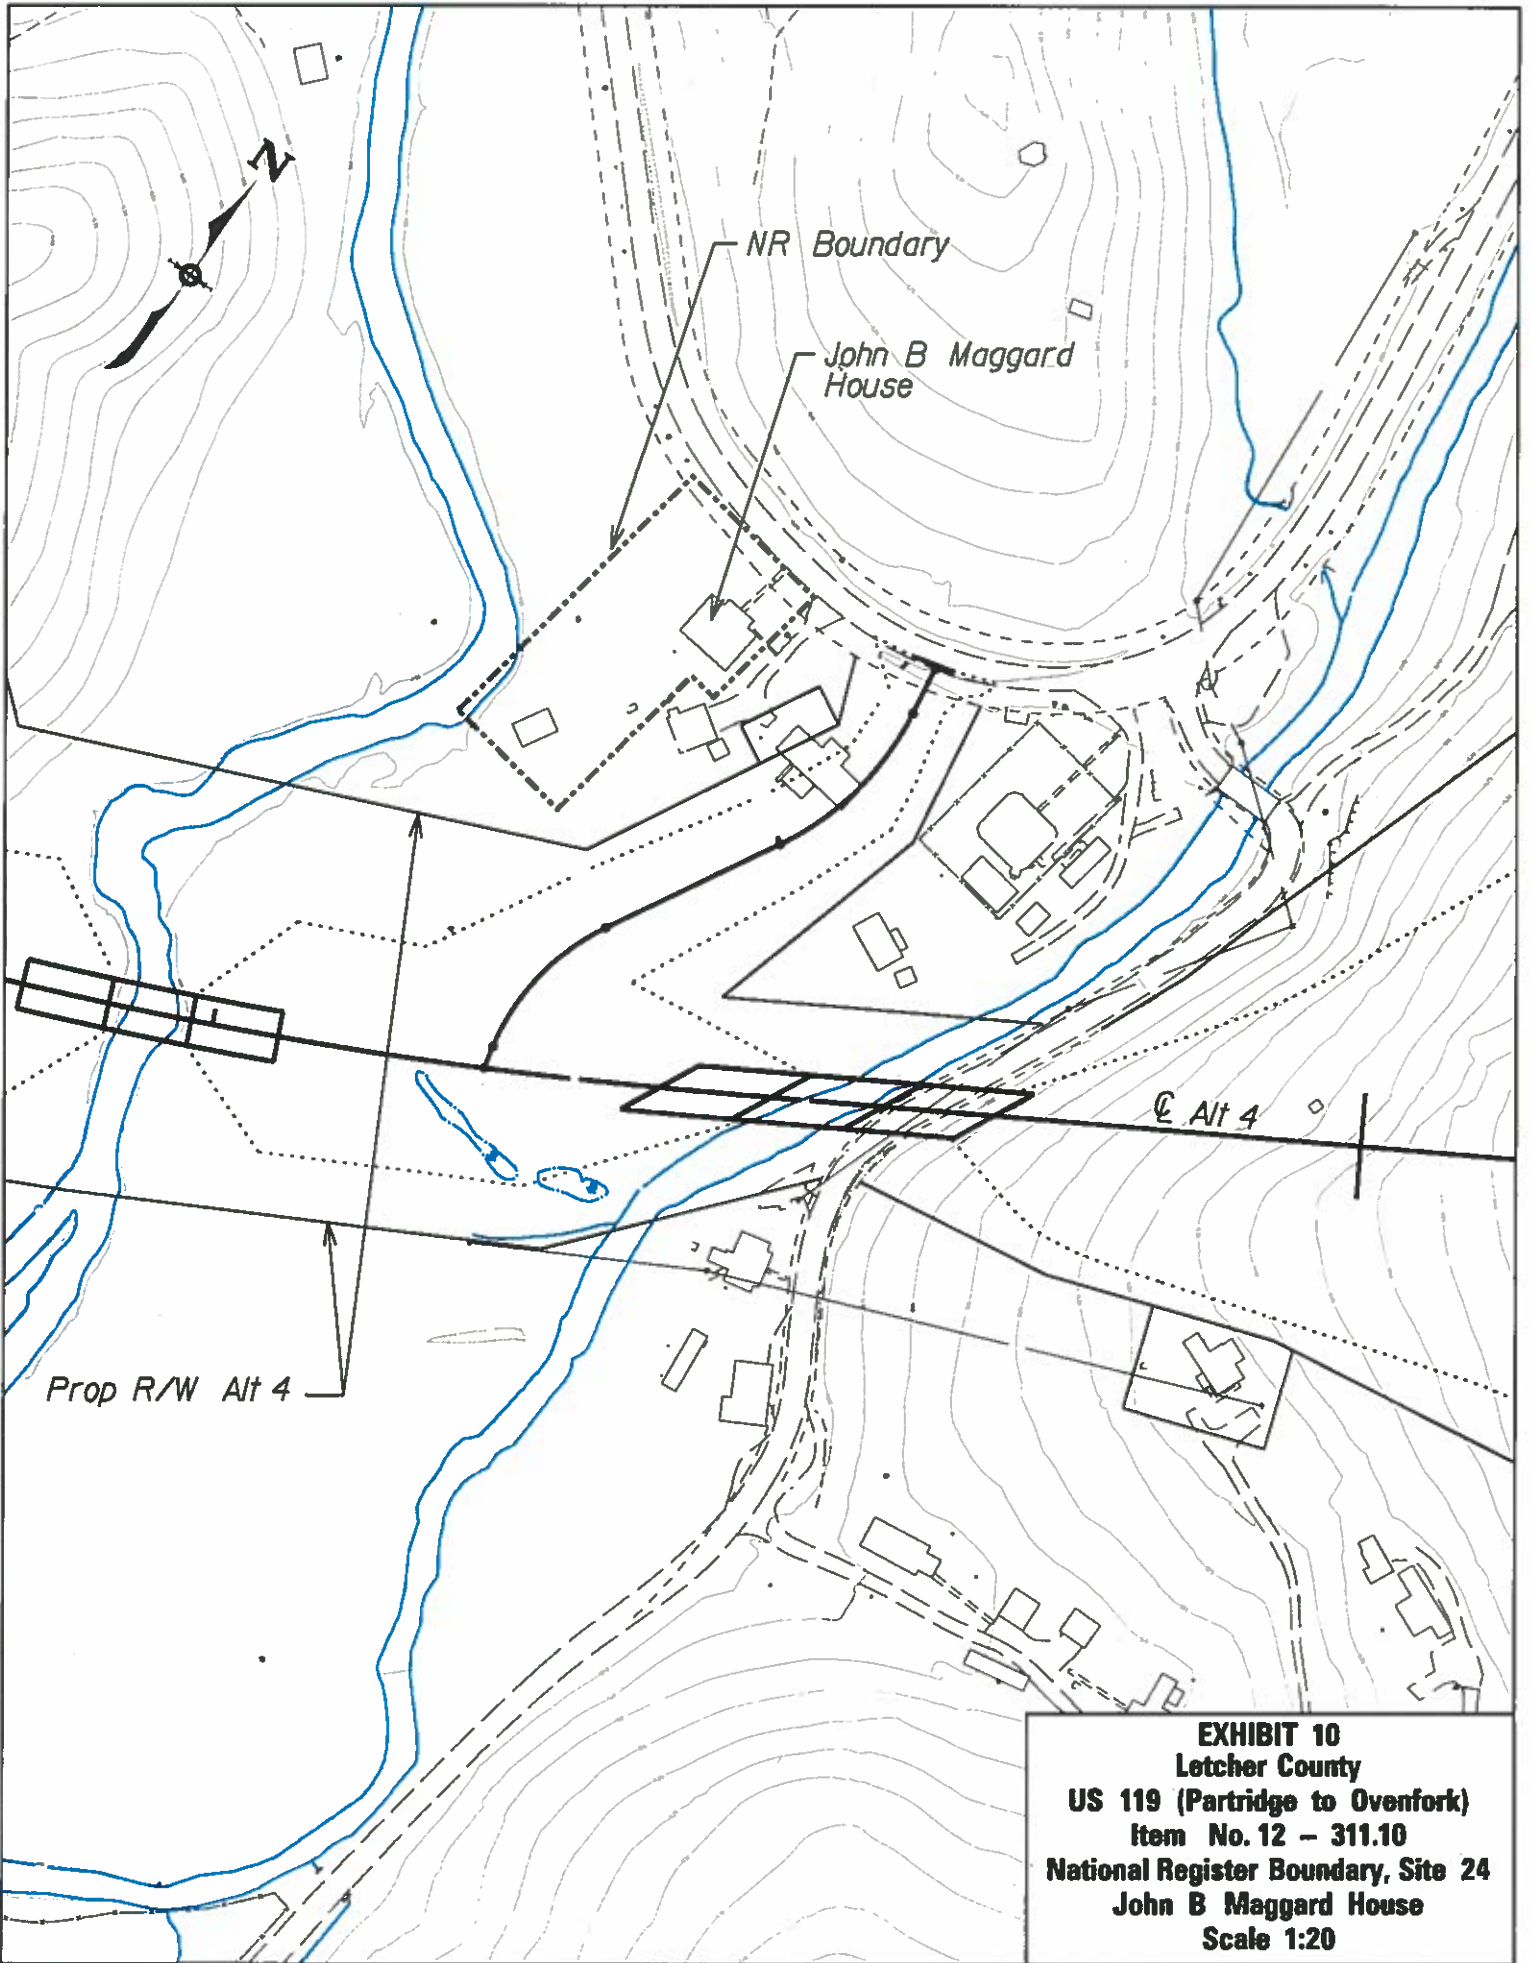 N
NR Boundary
John B Maggard
House
℄ Alt 4
Prop R/W Alt 4
EXHIBIT 10
Letcher County
US 119 (Partridge to Ovenfork)
Item No. 12 - 311.10
National Register Boundary, Site 24
John B Maggard House
Scale 1:20